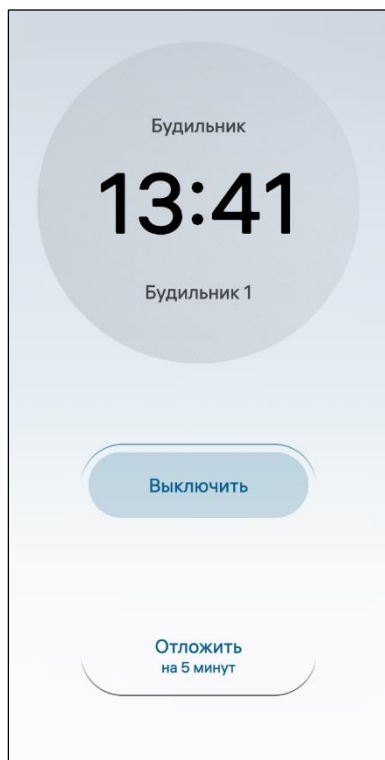 Будильник
13:41
Будильник 1
Выключить
Отложить
на 5 минут